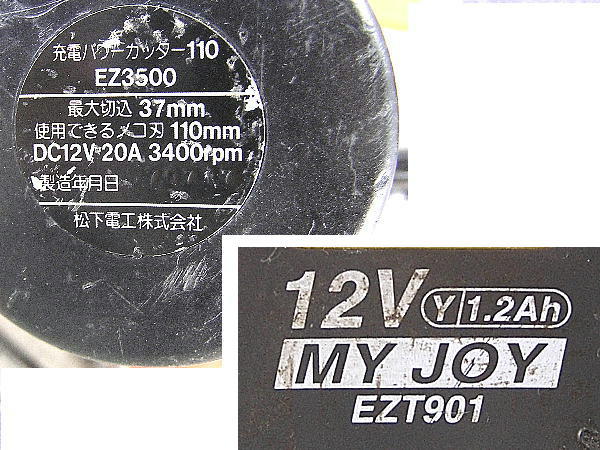 充電パワーカッター110
EZ3500
最大切込 37mm
使用できるノコ刃 110mm
DC12V 20A 3400rpm
製造年月日
松下電工株式会社
12V Y 1.2Ah
MY JOY
EZT901